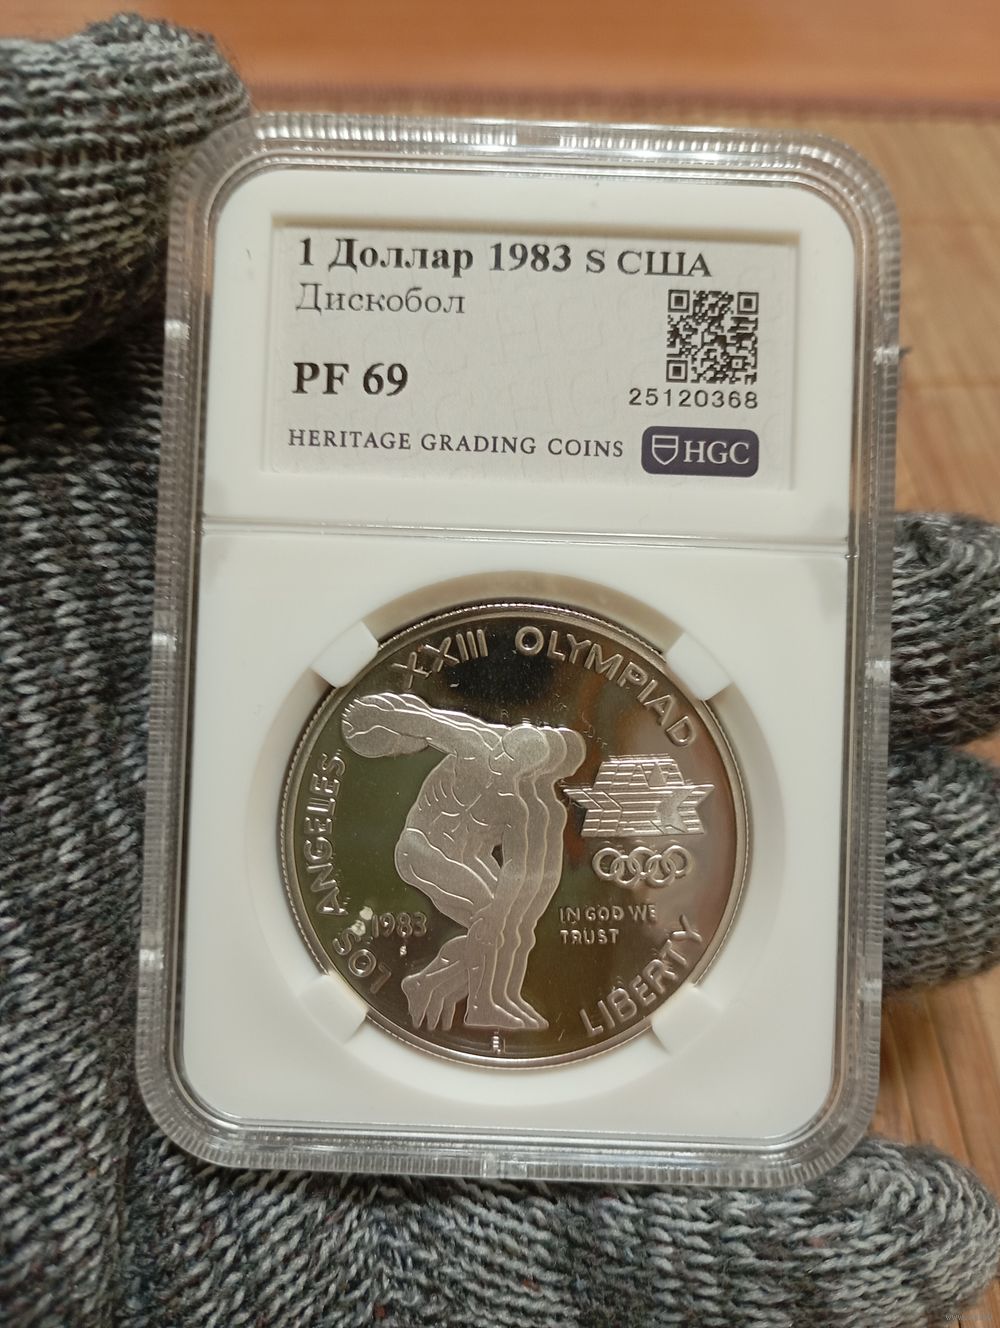 1 Доллар 1983 S США
Дискобол
PF 69
25120368
HERITAGE GRADING COINS
HGC
XXIII OLYMPIAD
LOS ANGELES
1983
S
IN GOD WE
TRUST
LIBERTY